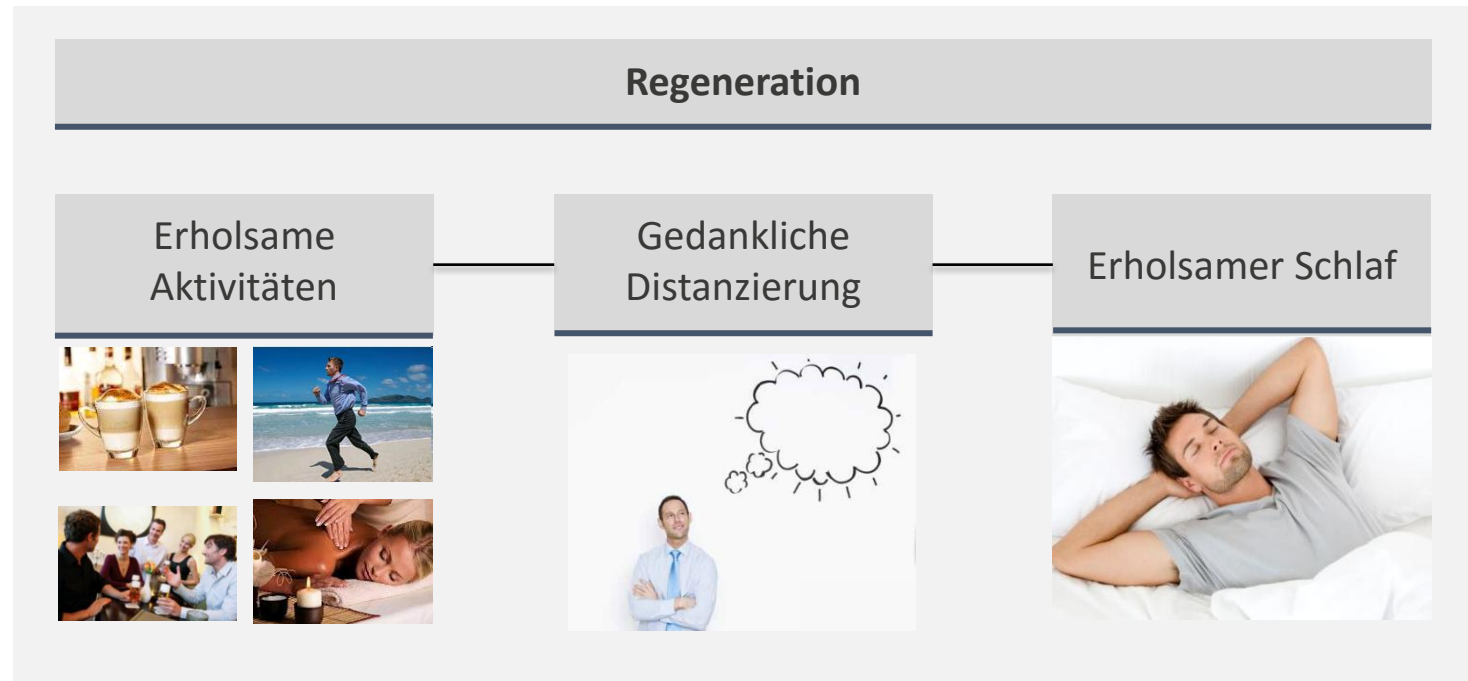 Regeneration
Erholsame
Aktivitäten
Gedankliche
Distanzierung
Erholsamer Schlaf